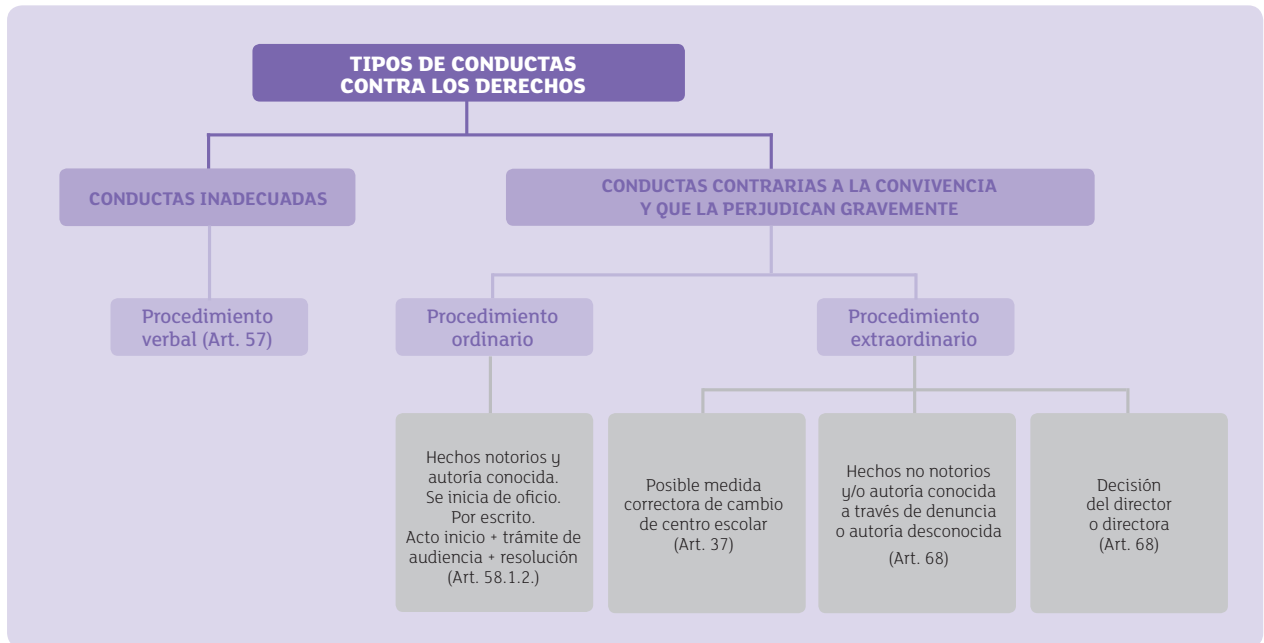 TIPOS DE CONDUCTAS
CONTRA LOS DERECHOS
CONDUCTAS INADECUADAS
CONDUCTAS CONTRARIAS A LA CONVIVENCIA
Y QUE LA PERJUDICAN GRAVEMENTE
Procedimiento
verbal (Art. 57)
Procedimiento
ordinario
Procedimiento
extraordinario
Hechos notorios y
autoría conocida.
Se inicia de oficio.
Por escrito.
Acto inicio + trámite de
audiencia + resolución
(Art. 58.1.2.)
Posible medida
correctora de cambio
de centro escolar
(Art. 37)
Hechos no notorios
y/o autoría conocida
a través de denuncia
o autoría desconocida
(Art. 68)
Decisión
del director
o directora
(Art. 68)